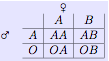 ♀
A B
♂ A AA AB
O OA OB